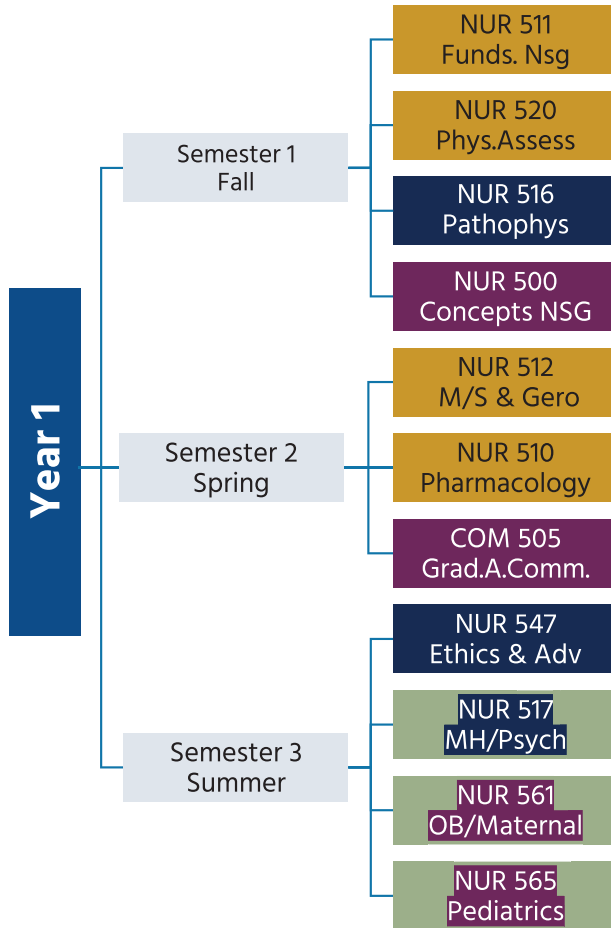 Year 1
Semester 1
Fall
NUR 511
Funds. Nsg
NUR 520
Phys.Assess
NUR 516
Pathophys
NUR 500
Concepts NSG
Semester 2
Spring
NUR 512
M/S & Gero
NUR 510
Pharmacology
COM 505
Grad.A.Comm.
Semester 3
Summer
NUR 547
Ethics & Adv
NUR 517
MH/Psych
NUR 561
OB/Maternal
NUR 565
Pediatrics